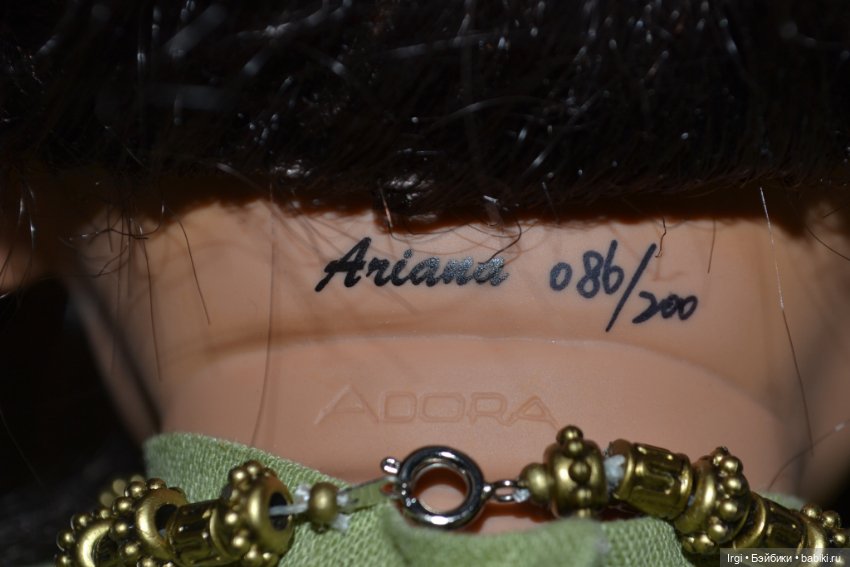 Ariana 086/200
ADORA
Irgi • Бэйбики • babiki.ru